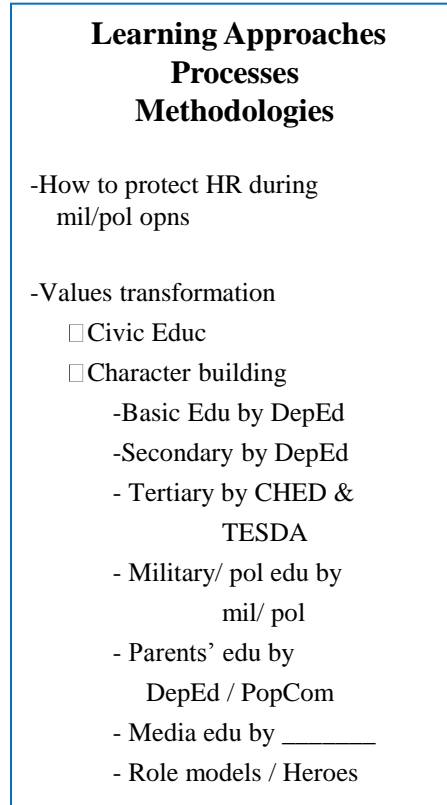 Learning Approaches
Processes
Methodologies
-How to protect HR during
mil/pol opns
-Values transformation
□Civic Educ
□Character building
-Basic Edu by DepEd
-Secondary by DepEd
- Tertiary by CHED &
TESDA
- Military/ pol edu by
mil/ pol
- Parents’ edu by
DepEd / PopCom
- Media edu by _______
- Role models / Heroes